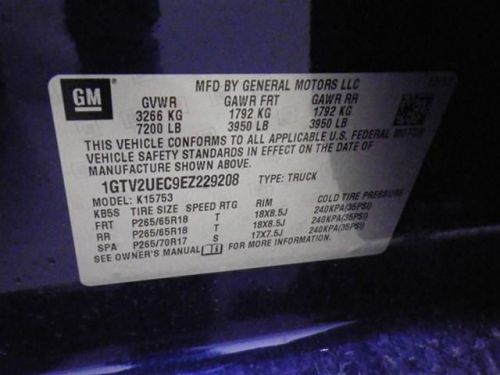 GM
MFD BY GENERAL MOTORS LLC
GVWR GAWR FRT GAWR RR
3266 KG 1792 KG 1792 KG
7200 LB 3950 LB 3950 LB
THIS VEHICLE CONFORMS TO ALL APPLICABLE U.S. FEDERAL MOTOR
VEHICLE SAFETY STANDARDS IN EFFECT ON THE DATE OF
MANUFACTURE SHOWN ABOVE.
1GTV2UEC9EZ229208 TYPE: TRUCK
MODEL: K15753
KB5S TIRE SIZE SPEED RTG RIM COLD TIRE PRESSURE
FRT P265/65R18 T 18X8.5J 240KPA(35PSI)
RR P265/65R18 T 18X8.5J 240KPA(35PSI)
SPA P265/70R17 S 17X7.5J 240KPA(35PSI)
SEE OWNER'S MANUAL FOR MORE INFORMATION.